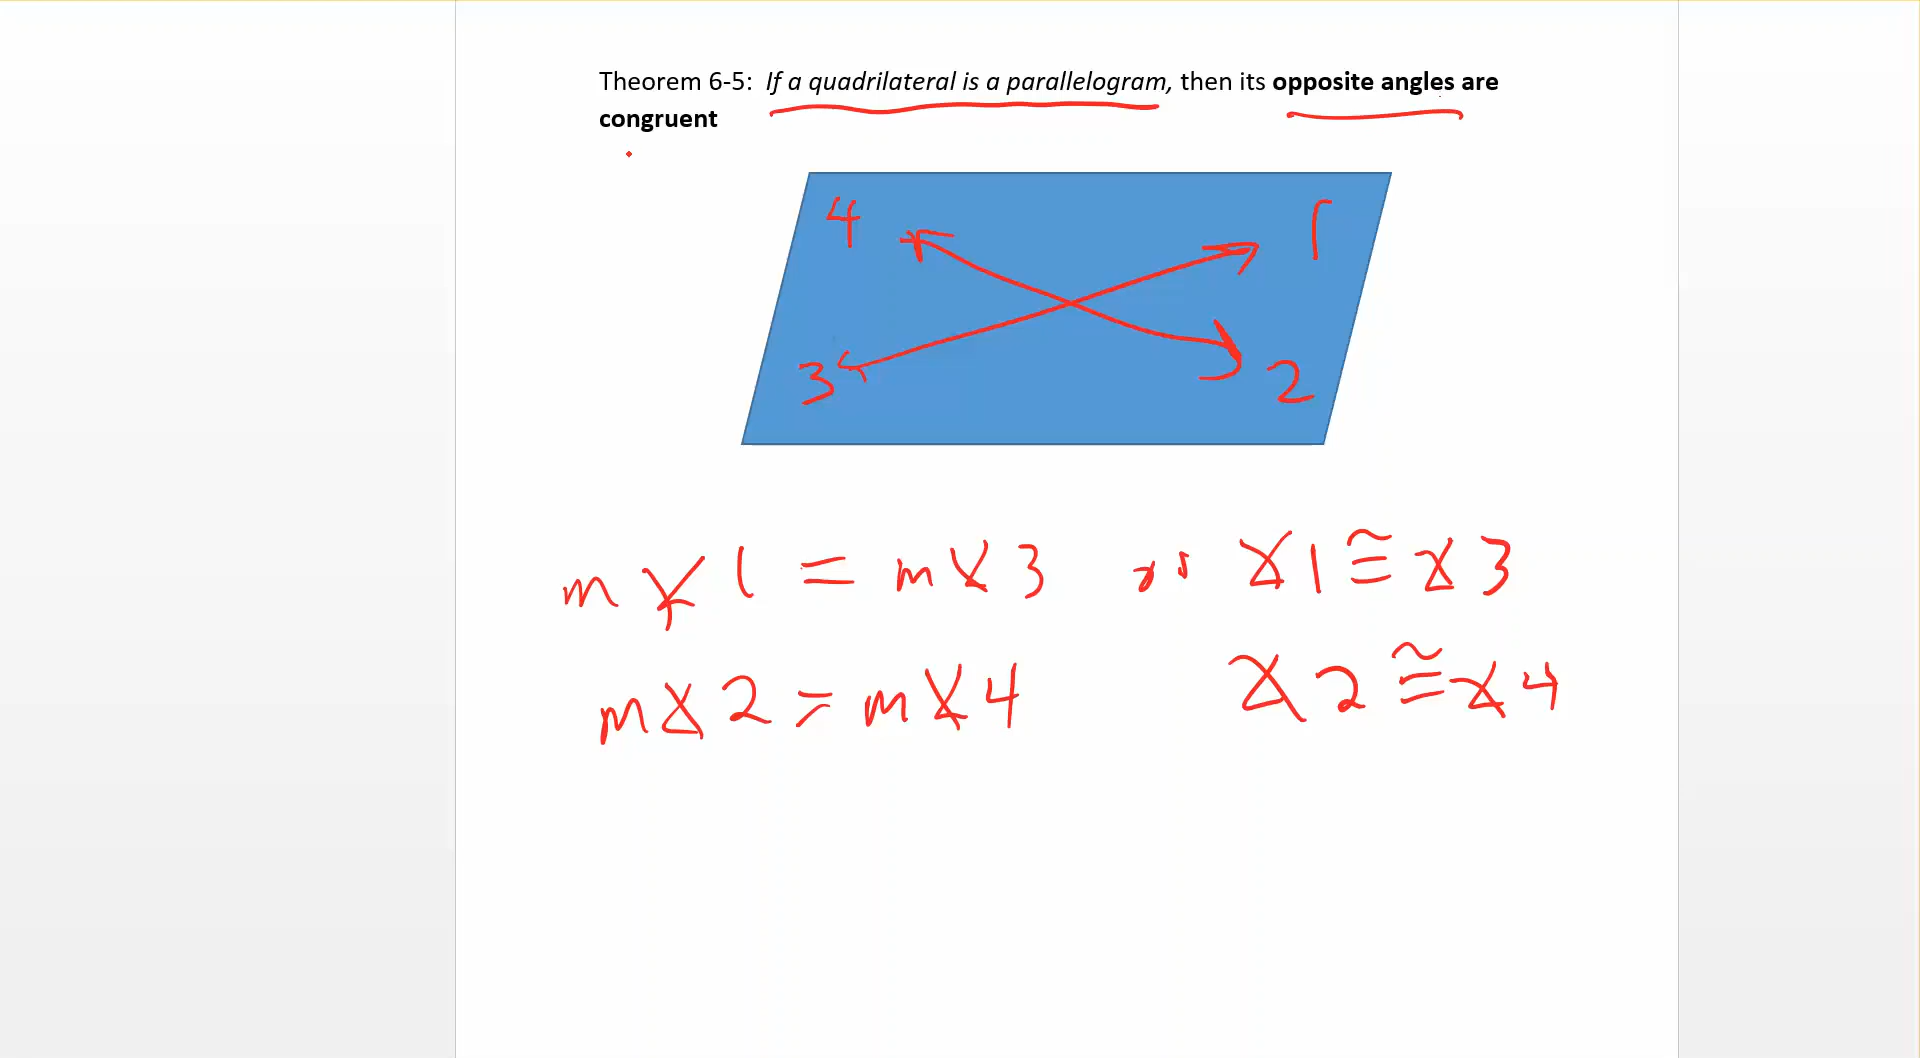 Theorem 6-5: If a quadrilateral is a parallelogram, then its opposite angles are
congruent
4 1
3 2
m∡1 = m∡3 or ∡1 ≅ ∡3
m∡2 = m∡4 ∡2 ≅ ∡4